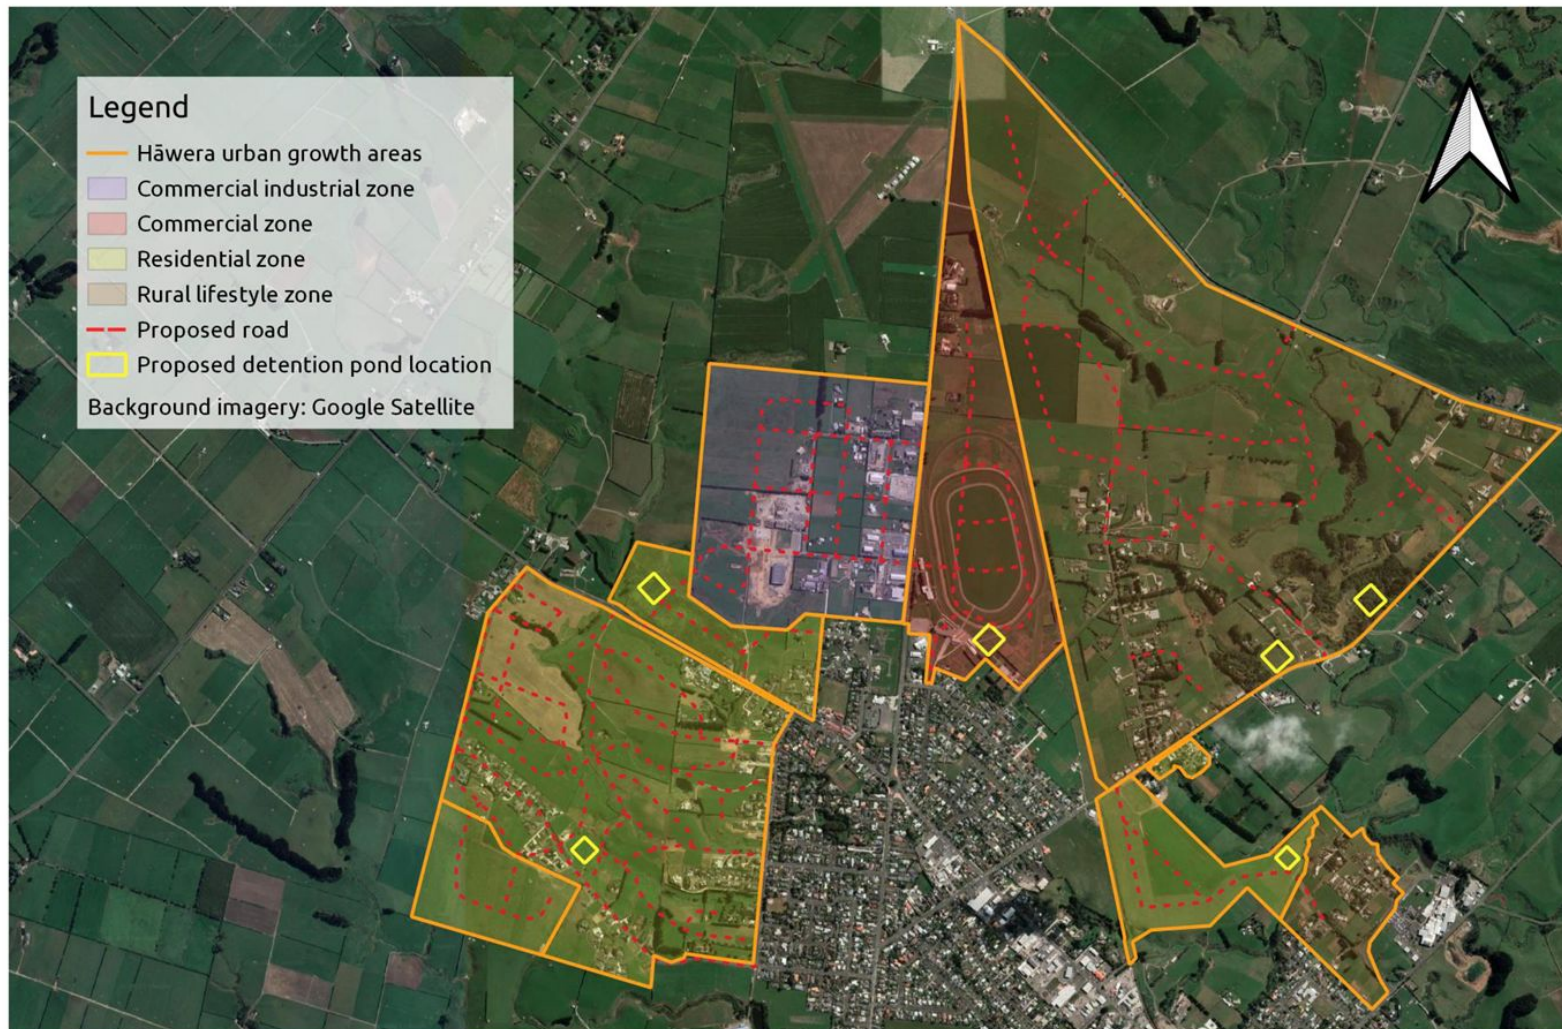 Legend
Hāwera urban growth areas
Commercial industrial zone
Commercial zone
Residential zone
Rural lifestyle zone
Proposed road
Proposed detention pond location
Background imagery: Google Satellite